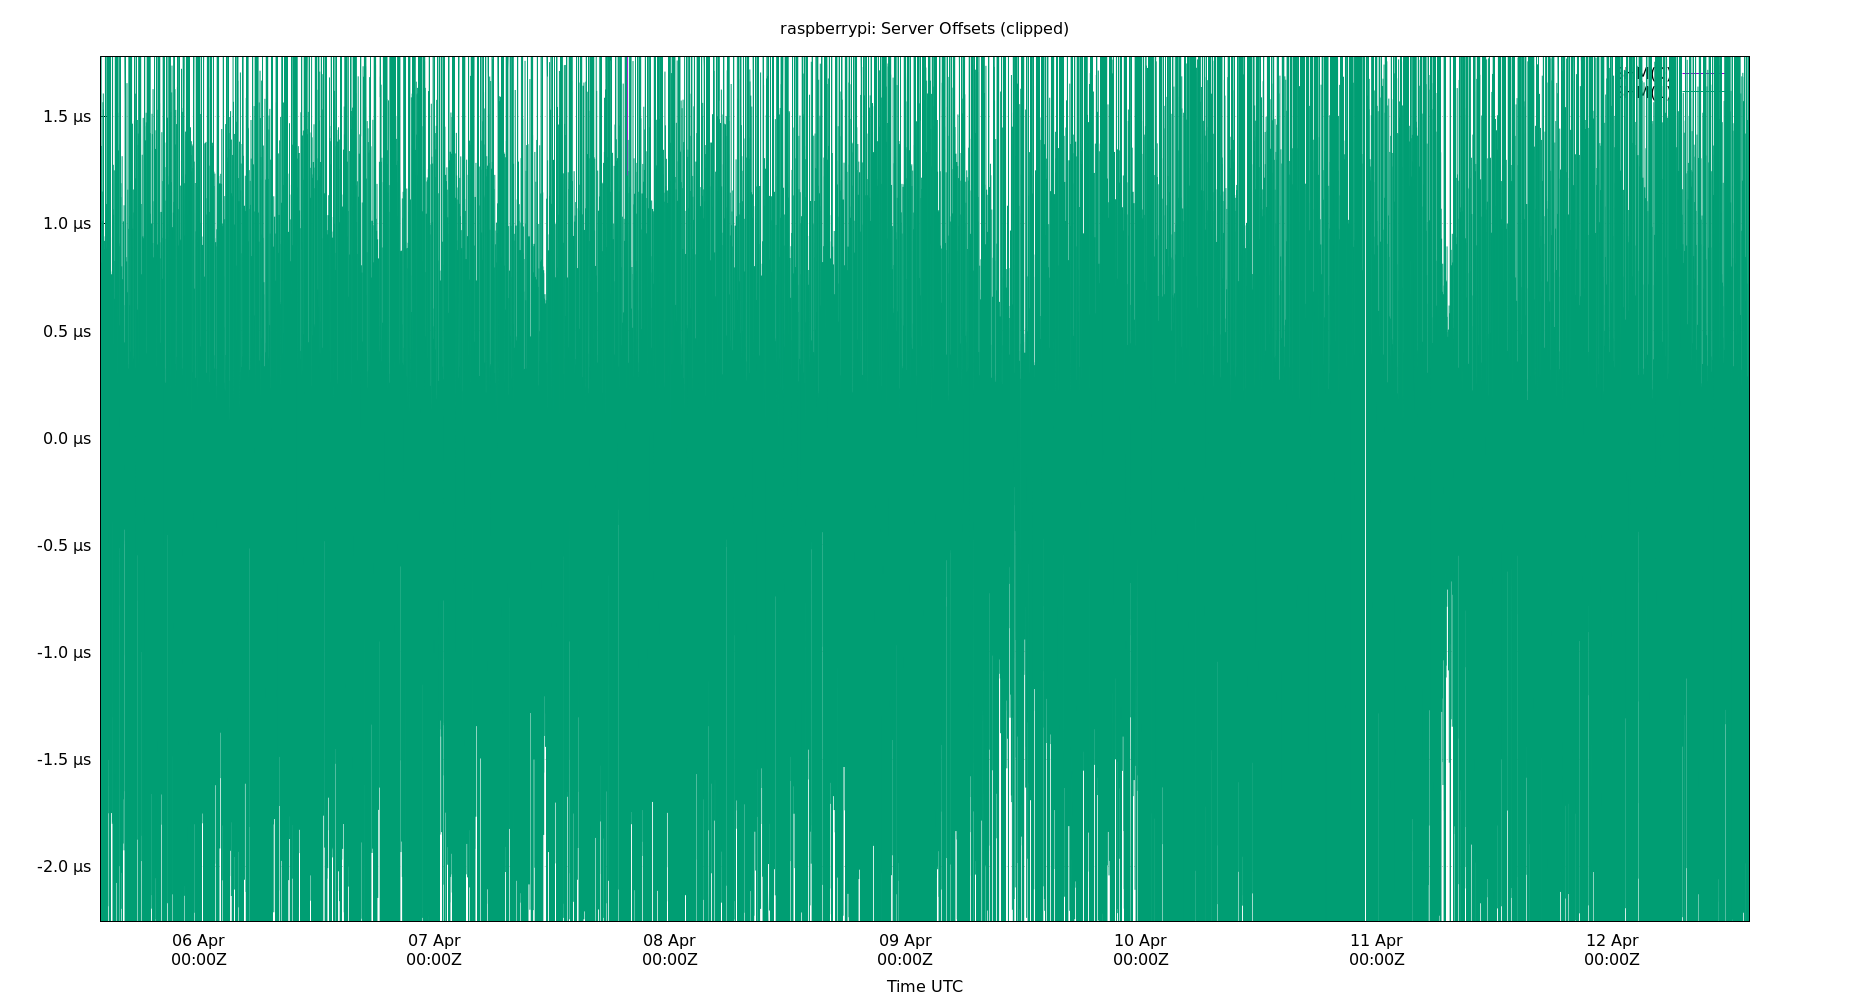 raspberrypi: Server Offsets (clipped)
1.5 µs
1.0 µs
0.5 µs
0.0 µs
-0.5 µs
-1.0 µs
-1.5 µs
-2.0 µs
06 Apr 07 Apr 08 Apr 09 Apr 10 Apr 11 Apr 12 Apr
00:00Z 00:00Z 00:00Z 00:00Z 00:00Z 00:00Z 00:00Z
Time UTC